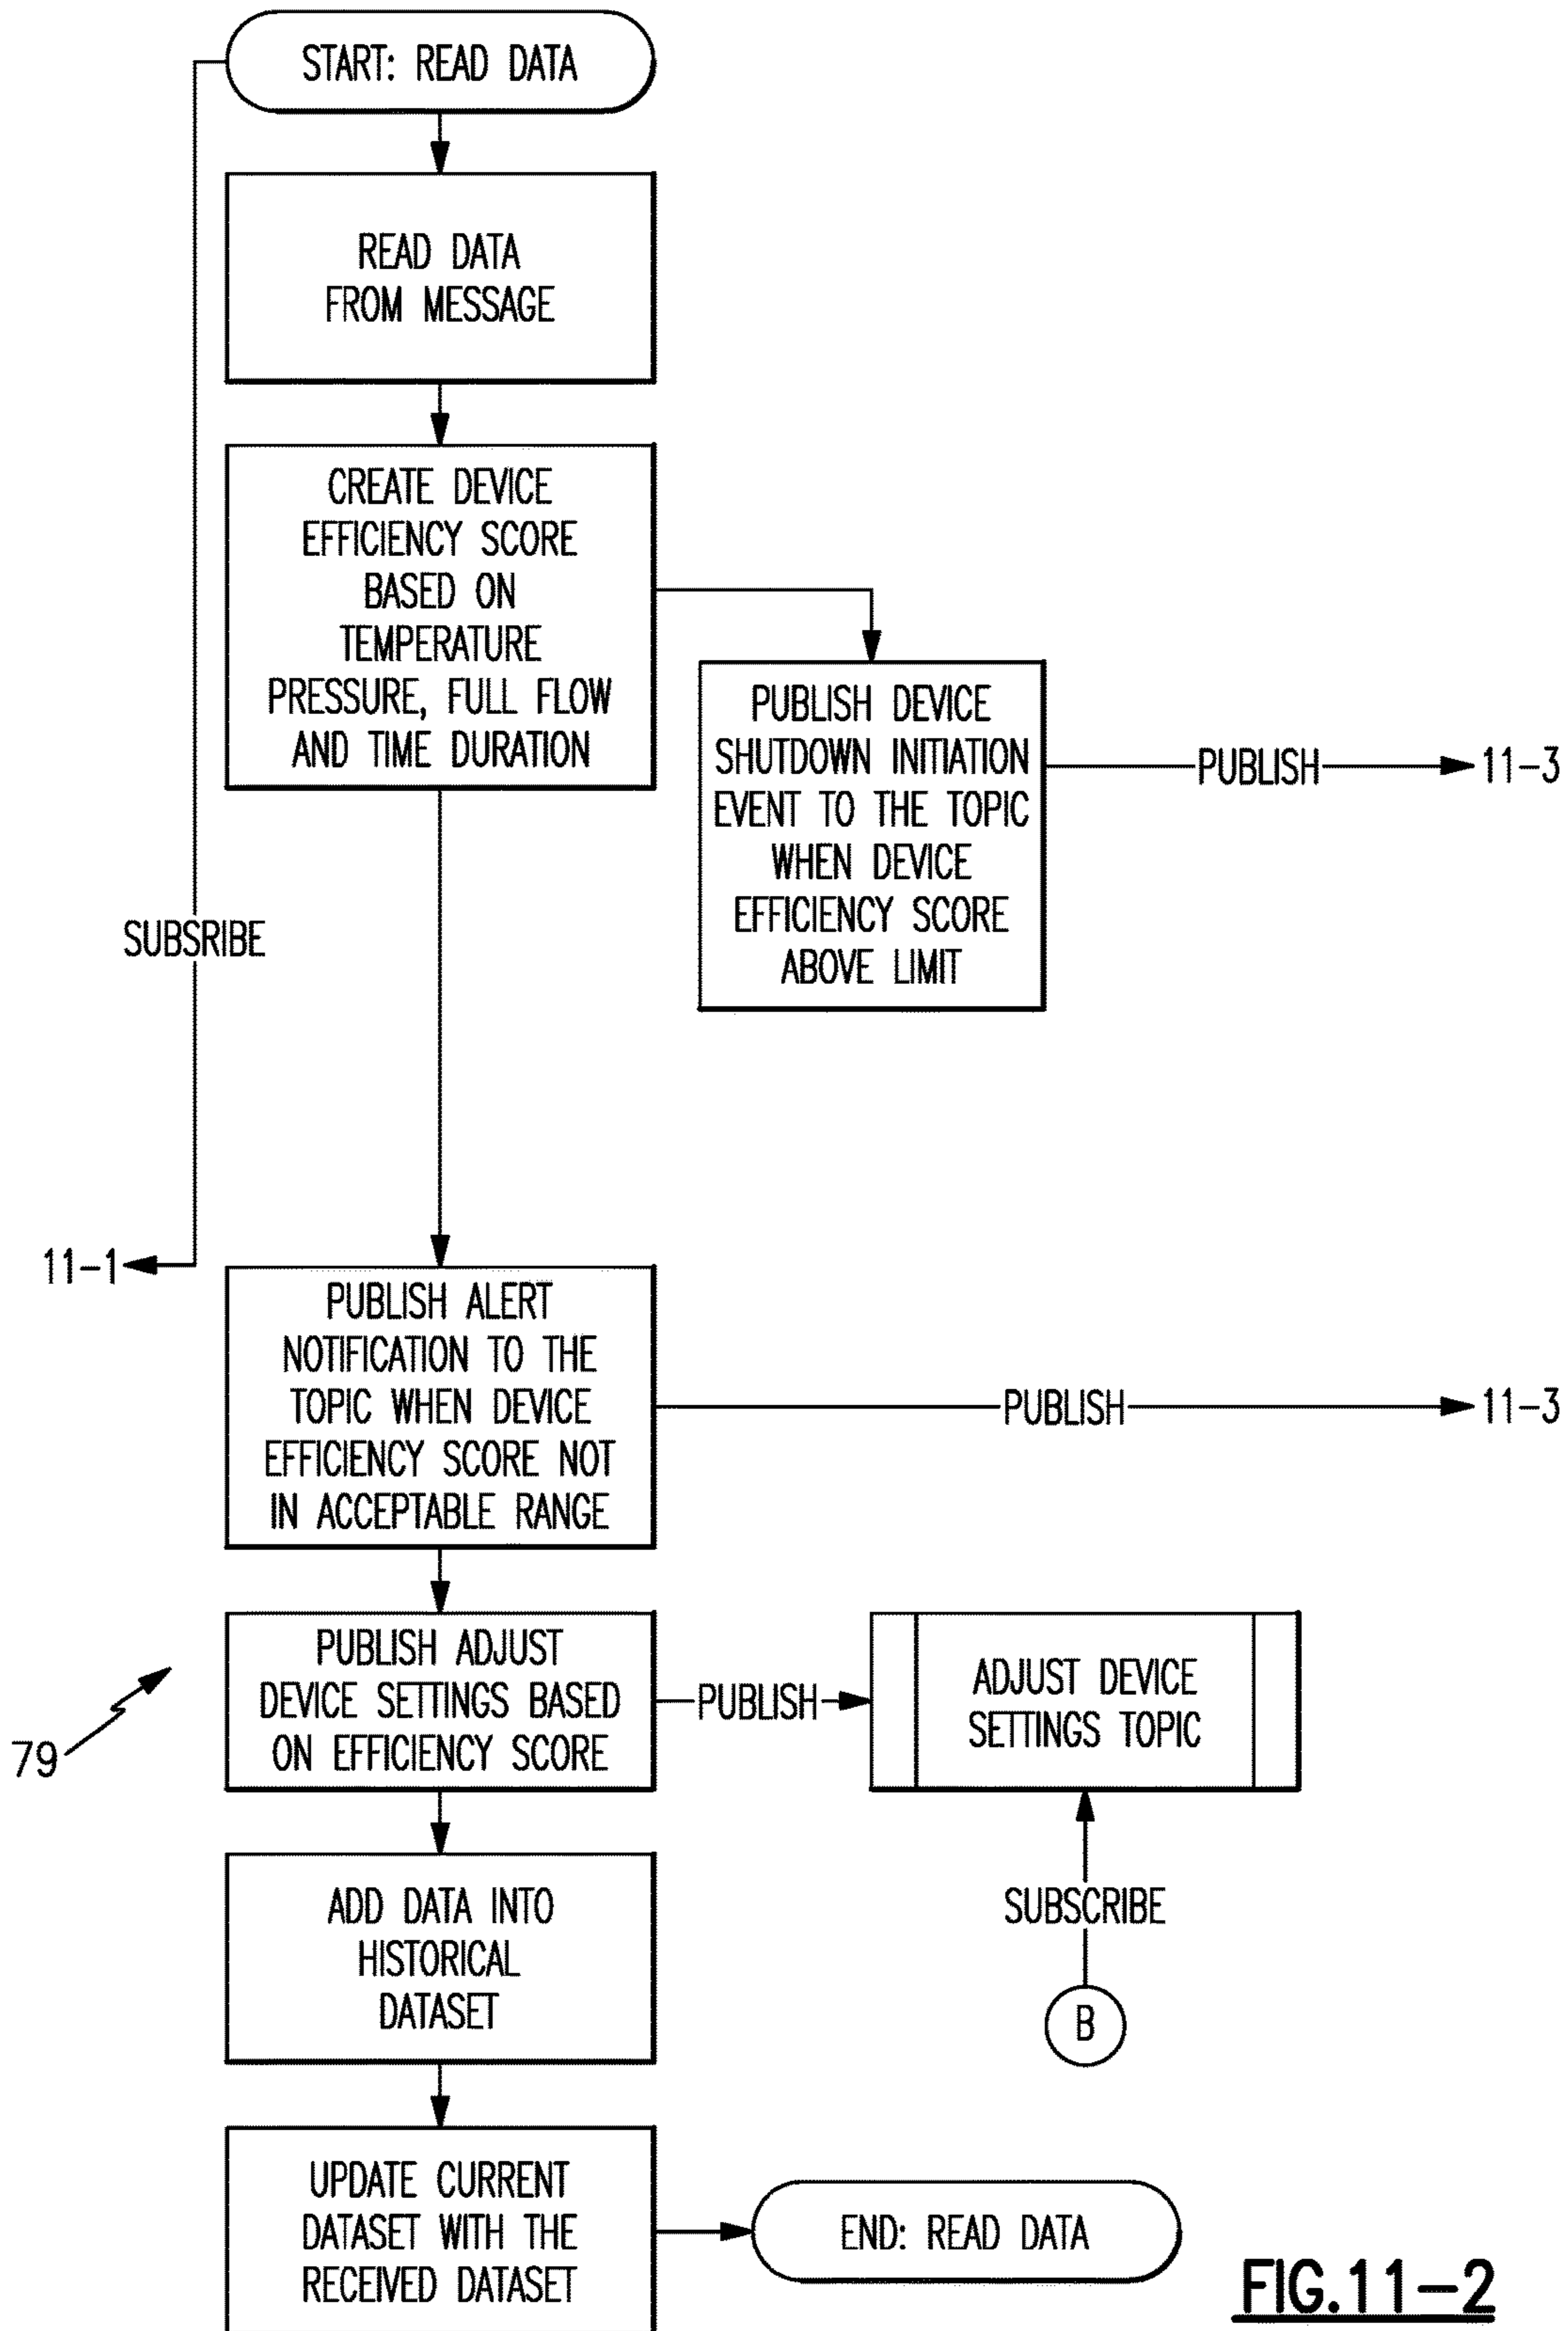 START: READ DATA
READ DATA
FROM MESSAGE
CREATE DEVICE
EFFICIENCY SCORE
BASED ON
TEMPERATURE
PRESSURE, FULL FLOW
AND TIME DURATION
PUBLISH DEVICE
SHUTDOWN INITIATION
EVENT TO THE TOPIC
WHEN DEVICE
EFFICIENCY SCORE
ABOVE LIMIT
PUBLISH
11-3
SUBSRIBE
11-1
PUBLISH ALERT
NOTIFICATION TO THE
TOPIC WHEN DEVICE
EFFICIENCY SCORE NOT
IN ACCEPTABLE RANGE
PUBLISH
11-3
79
PUBLISH ADJUST
DEVICE SETTINGS BASED
ON EFFICIENCY SCORE
PUBLISH
ADJUST DEVICE
SETTINGS TOPIC
SUBSCRIBE
B
ADD DATA INTO
HISTORICAL
DATASET
UPDATE CURRENT
DATASET WITH THE
RECEIVED DATASET
END: READ DATA
FIG.11-2